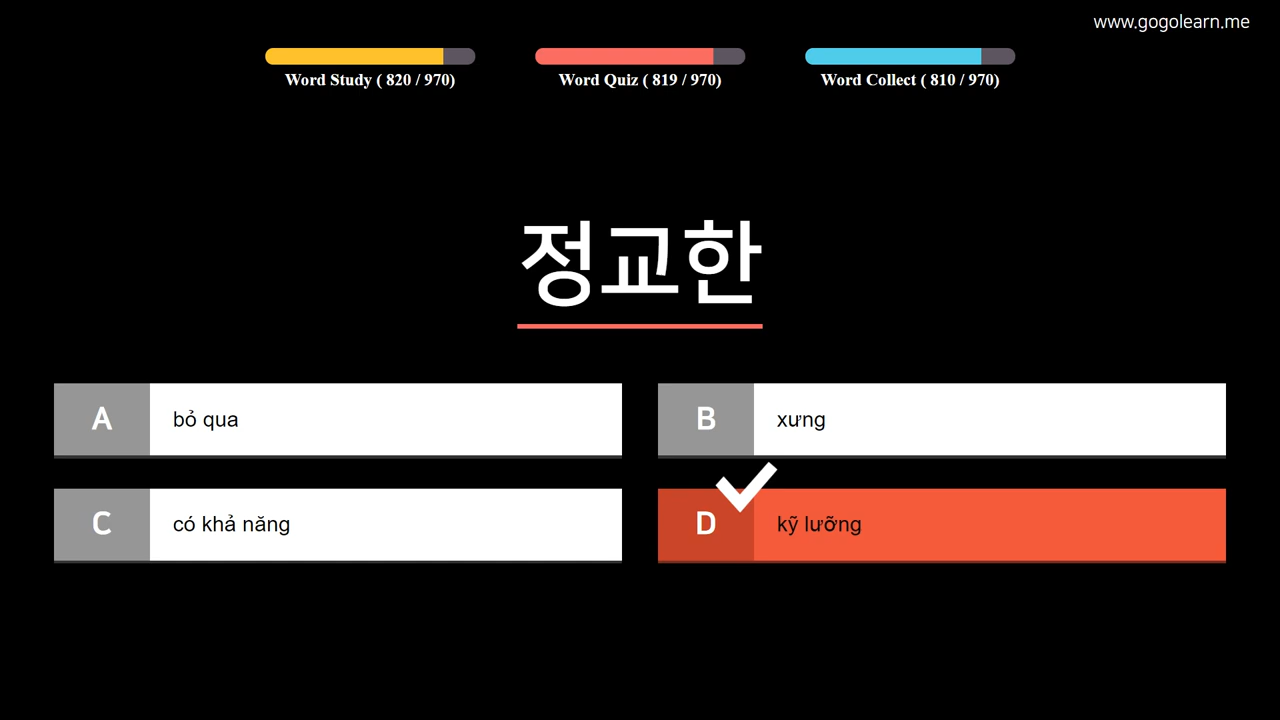 www.gogolearn.me
Word Study ( 820 / 970)
Word Quiz ( 819 / 970)
Word Collect ( 810 / 970)
정교한
A bỏ qua
B xưng
C có khả năng
D kỹ lưỡng